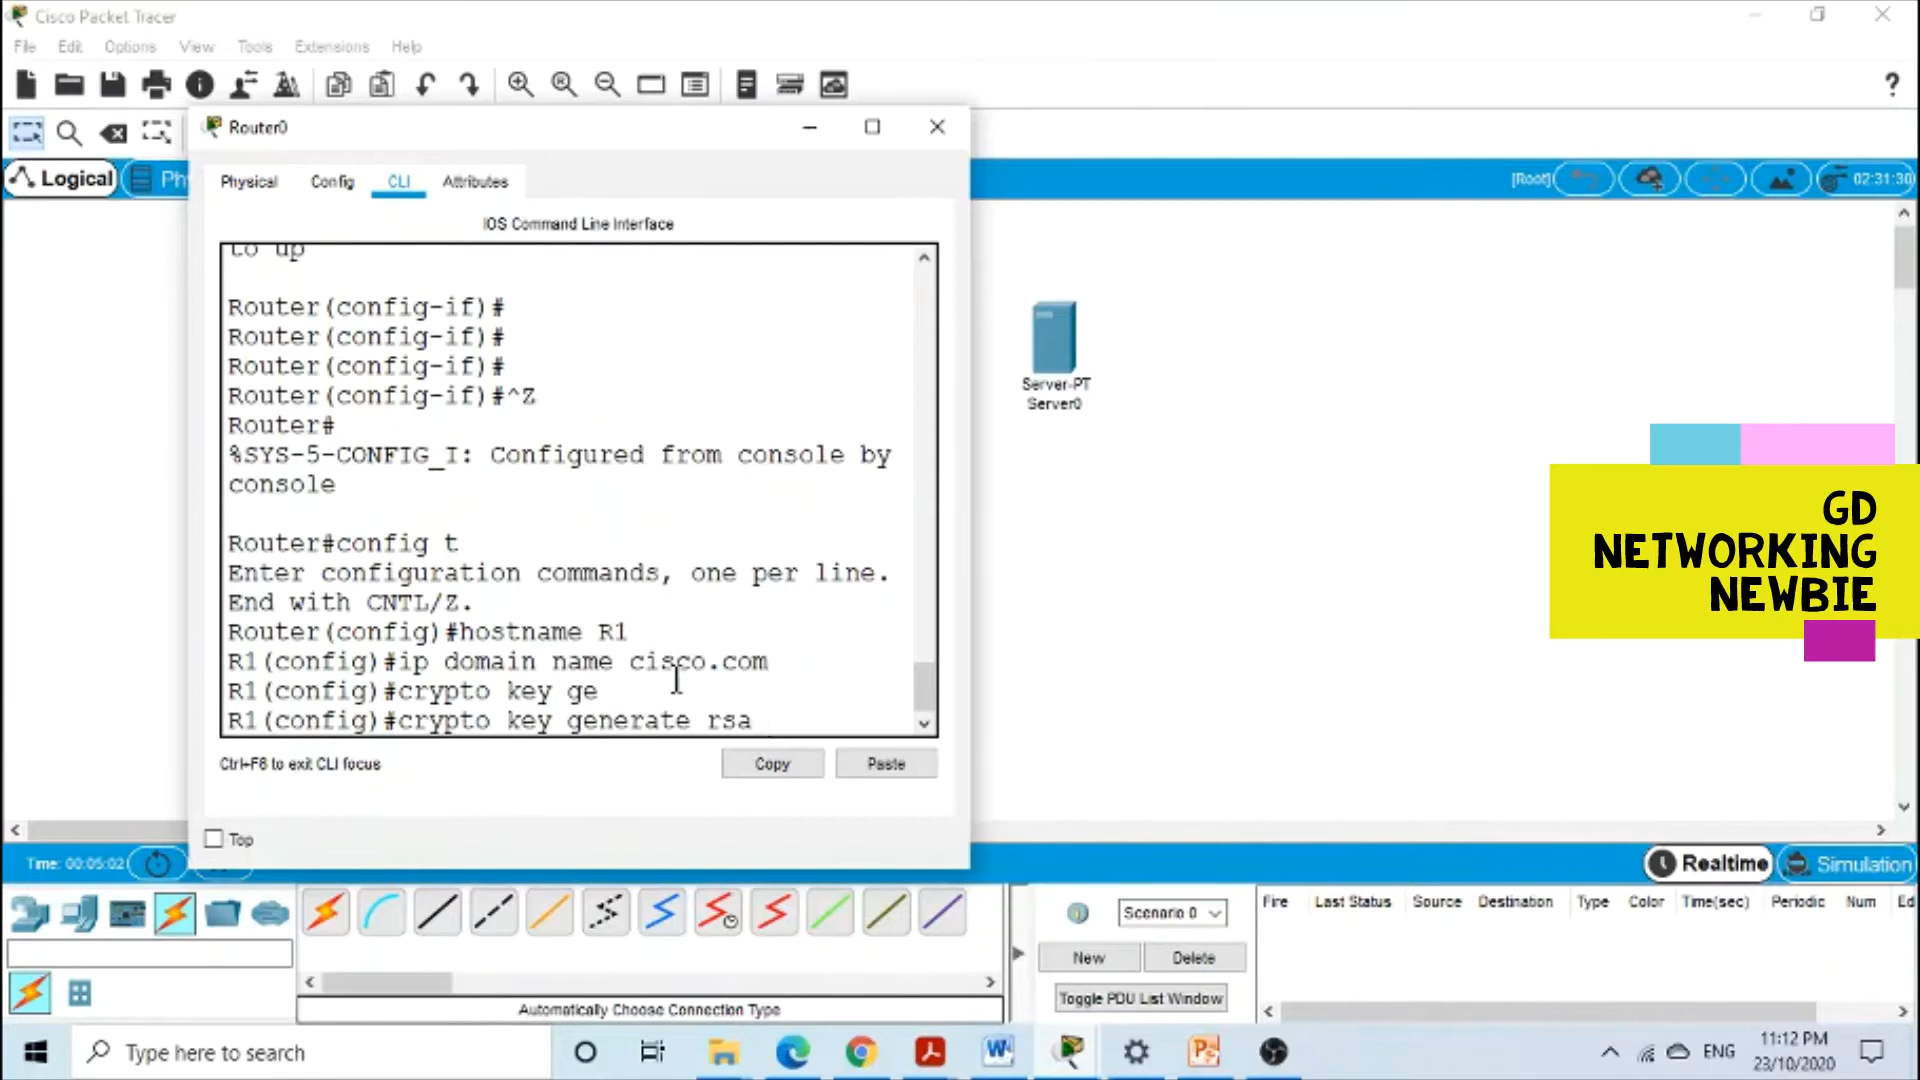 Cisco Packet Tracer
File Edit Options View Tools Extensions Help
Router0
Logical
Ph
[Root]
02:31:30
Physical Config CLI Attributes
IOS Command Line Interface
to up
Router(config-if)#
Router(config-if)#
Router(config-if)#
Router(config-if)#^Z
Router#
%SYS-5-CONFIG_I: Configured from console by
console
Router#config t
Enter configuration commands, one per line.
End with CNTL/Z.
Router(config)#hostname R1
R1(config)#ip domain name cisco.com
R1(config)#crypto key ge
R1(config)#crypto key generate rsa
Ctrl+F6 to exit CLI focus
Copy
Paste
Top
Server-PT
Server0
GD
NETWORKING
NEWBIE
Time: 00:05:02
Realtime
Simulation
Scenario 0
New
Delete
Toggle PDU List Window
Fire Last Status Source Destination Type Color Time(sec) Periodic Num Ed
Automatically Choose Connection Type
Type here to search
ENG
11:12 PM
23/10/2020